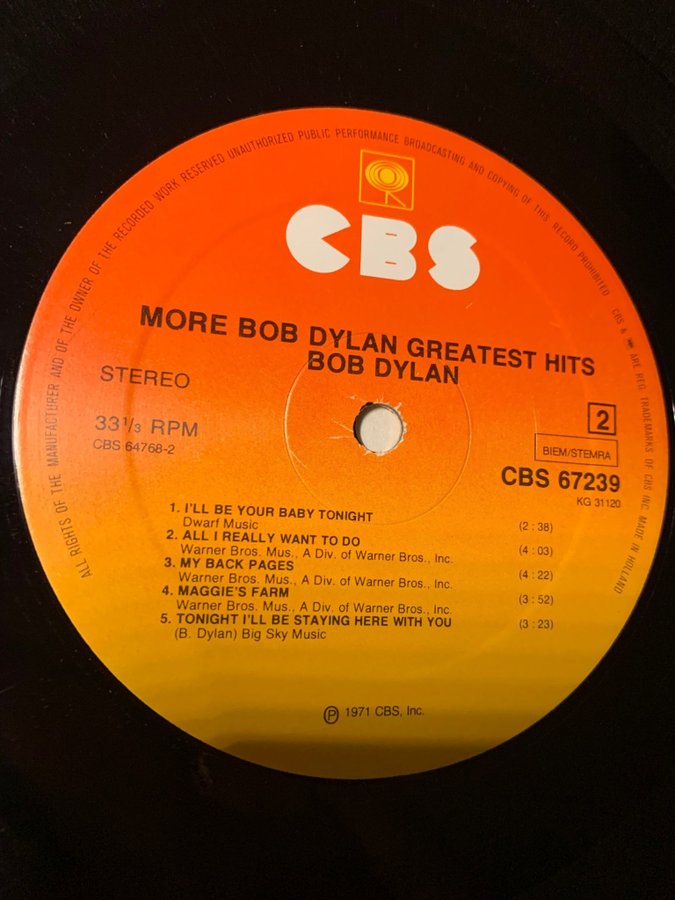 ALL RIGHTS OF THE MANUFACTURER AND OF THE OWNER OF THE RECORDED WORK RESERVED UNAUTHORIZED PUBLIC PERFORMANCE BROADCASTING AND COPYING OF THIS RECORD PROHIBITED CBS & ARE REG. TRADEMARKS OF CBS INC. MADE IN HOLLAND
CBS
MORE BOB DYLAN GREATEST HITS
BOB DYLAN
STEREO
33 1/3 RPM
CBS 64768-2
2
BIEM/STEMRA
CBS 67239
KG 31120
1. I'LL BE YOUR BABY TONIGHT (2 : 38)
Dwarf Music
2. ALL I REALLY WANT TO DO (4 : 03)
Warner Bros. Mus., A Div. of Warner Bros., Inc.
3. MY BACK PAGES (4 : 22)
Warner Bros. Mus., A Div. of Warner Bros., Inc.
4. MAGGIE'S FARM (3 : 52)
Warner Bros. Mus., A Div. of Warner Bros., Inc.
5. TONIGHT I'LL BE STAYING HERE WITH YOU (3 : 23)
(B. Dylan) Big Sky Music
Ⓟ 1971 CBS, Inc.